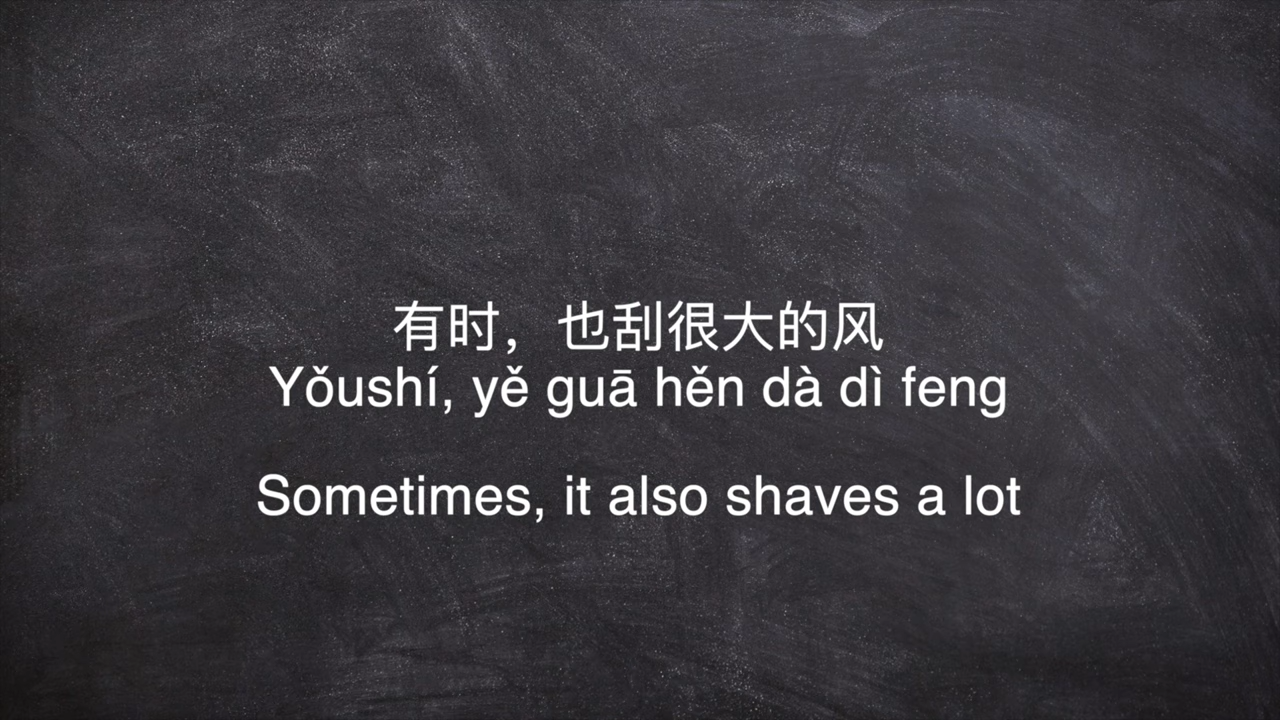 有时，也刮很大的风
Yǒushí, yě guā hěn dà dì feng
Sometimes, it also shaves a lot